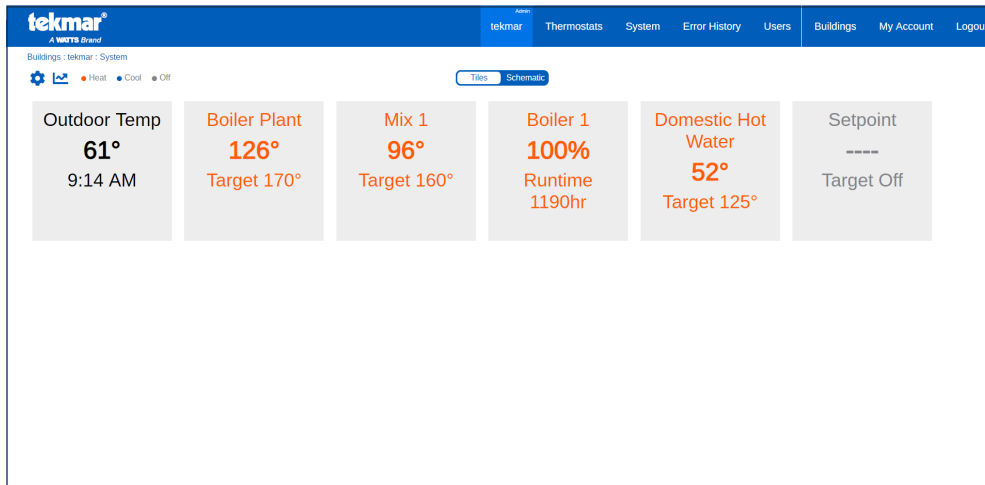 tekmar®
A WATTS Brand
Admin
tekmar Thermostats System Error History Users Buildings My Account Logout
Buildings : tekmar : System
Heat Cool Off
Tiles Schematic
Outdoor Temp
61°
9:14 AM
Boiler Plant
126°
Target 170°
Mix 1
96°
Target 160°
Boiler 1
100%
Runtime
1190hr
Domestic Hot
Water
52°
Target 125°
Setpoint
----
Target Off